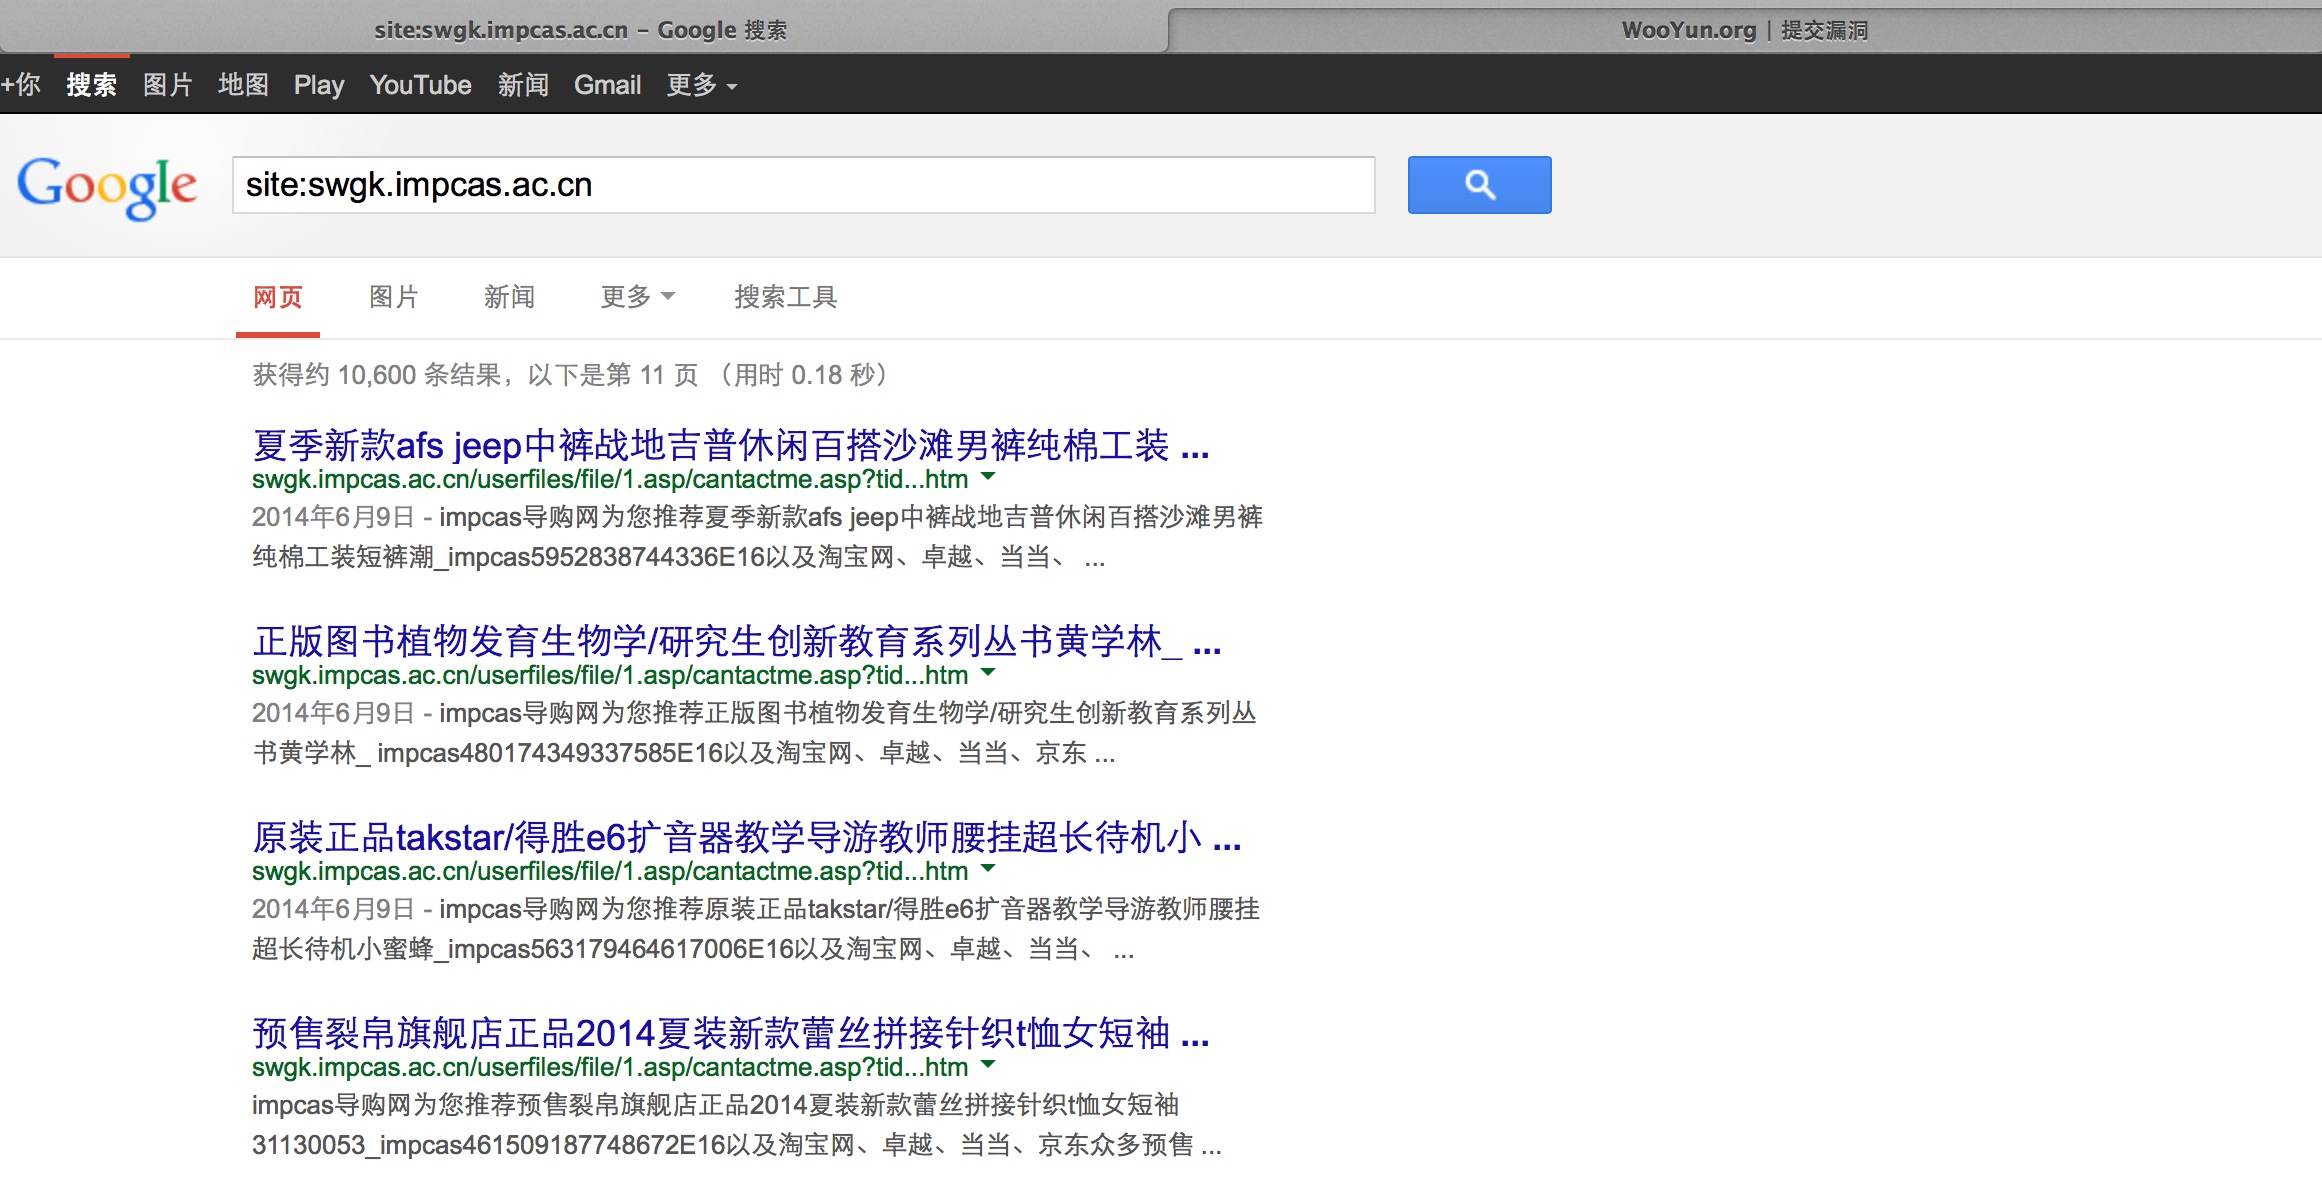 site:swgk.impcas.ac.cn – Google 搜索
WooYun.org | 提交漏洞
+你 搜索 图片 地图 Play YouTube 新闻 Gmail 更多
Google site:swgk.impcas.ac.cn
网页 图片 新闻 更多 搜索工具
获得约 10,600 条结果，以下是第 11 页 （用时 0.18 秒）
夏季新款afs jeep中裤战地吉普休闲百搭沙滩男裤纯棉工装 ...
swgk.impcas.ac.cn/userfiles/file/1.asp/cantactme.asp?tid...htm
2014年6月9日 - impcas导购网为您推荐夏季新款afs jeep中裤战地吉普休闲百搭沙滩男裤
纯棉工装短裤潮_impcas5952838744336E16以及淘宝网、卓越、当当、 ...
正版图书植物发育生物学/研究生创新教育系列丛书黄学林_ ...
swgk.impcas.ac.cn/userfiles/file/1.asp/cantactme.asp?tid...htm
2014年6月9日 - impcas导购网为您推荐正版图书植物发育生物学/研究生创新教育系列丛
书黄学林_ impcas480174349337585E16以及淘宝网、卓越、当当、京东 ...
原装正品takstar/得胜e6扩音器教学导游教师腰挂超长待机小 ...
swgk.impcas.ac.cn/userfiles/file/1.asp/cantactme.asp?tid...htm
2014年6月9日 - impcas导购网为您推荐原装正品takstar/得胜e6扩音器教学导游教师腰挂
超长待机小蜜蜂_impcas563179464617006E16以及淘宝网、卓越、当当、 ...
预售裂帛旗舰店正品2014夏装新款蕾丝拼接针织t恤女短袖 ...
swgk.impcas.ac.cn/userfiles/file/1.asp/cantactme.asp?tid...htm
impcas导购网为您推荐预售裂帛旗舰店正品2014夏装新款蕾丝拼接针织t恤女短袖
31130053_impcas461509187748672E16以及淘宝网、卓越、当当、京东众多预售 ...